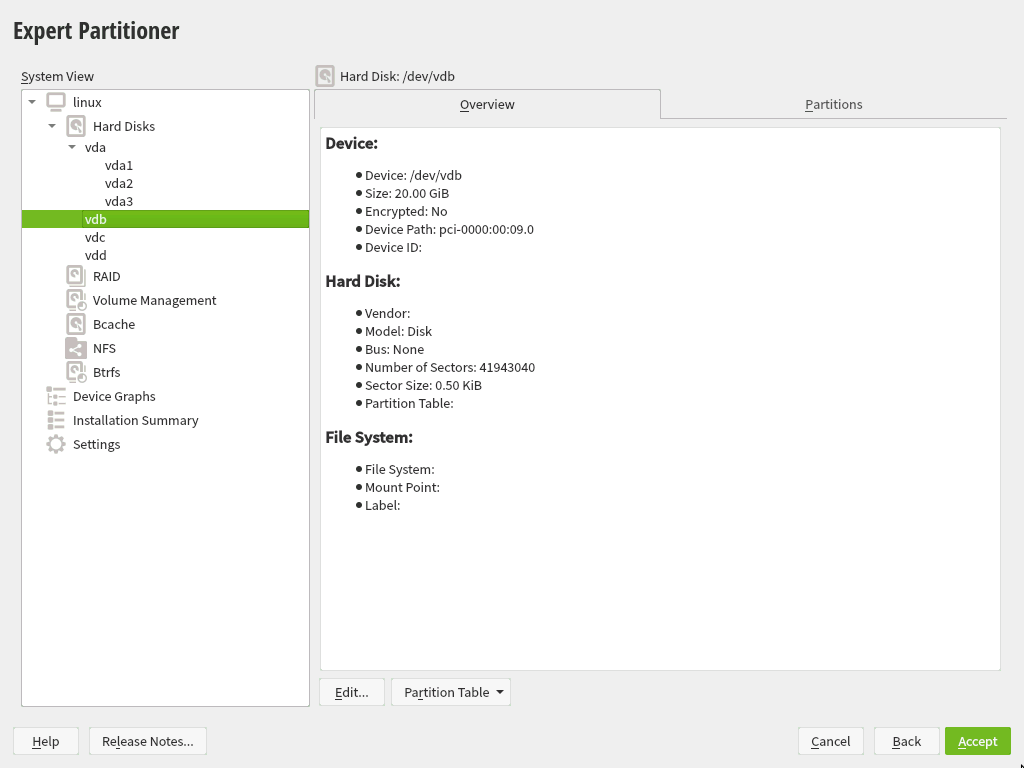 Expert Partitioner
System View
linux
Hard Disks
vda
vda1
vda2
vda3
vdb
vdc
vdd
RAID
Volume Management
Bcache
NFS
Btrfs
Device Graphs
Installation Summary
Settings
Hard Disk: /dev/vdb
Overview
Partitions
Device:
Device: /dev/vdb
Size: 20.00 GiB
Encrypted: No
Device Path: pci-0000:00:09.0
Device ID:
Hard Disk:
Vendor:
Model: Disk
Bus: None
Number of Sectors: 41943040
Sector Size: 0.50 KiB
Partition Table:
File System:
File System:
Mount Point:
Label:
Edit...
Partition Table
Help
Release Notes...
Cancel
Back
Accept